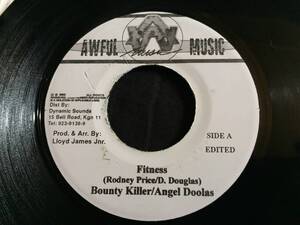 AWFUL MUSIC
Music
Dist By:
Dynamic Sounds
15 Bell Road, Kgn 11
Tel: 923-9138-9
Prod. & Arr. By:
Lloyd James Jnr.
SIDE A
EDITED
Fitness
(Rodney Price/D. Douglas)
Bounty Killer/Angel Doolas